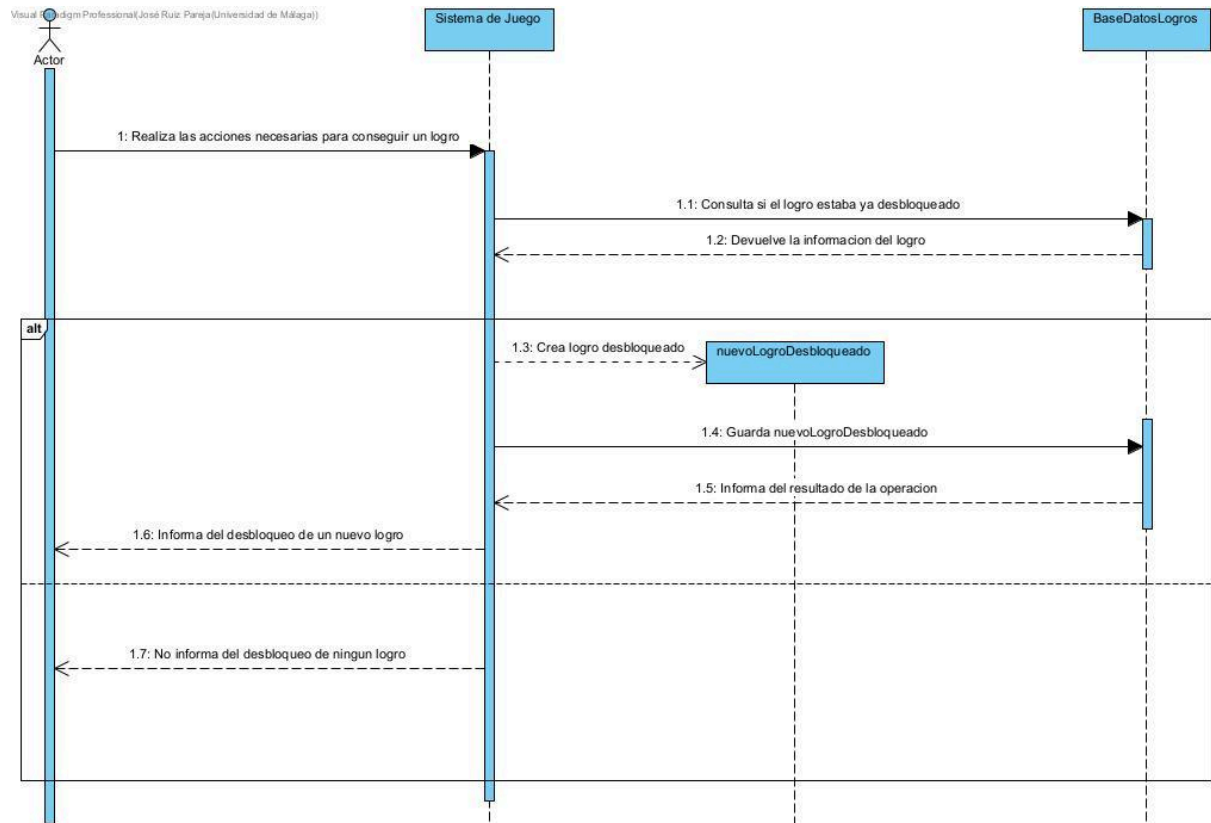 Visual Paradigm Professional(José Ruiz Pareja(Universidad de Málaga))
Actor
Sistema de Juego
BaseDatosLogros
1: Realiza las acciones necesarias para conseguir un logro
1.1: Consulta si el logro estaba ya desbloqueado
1.2: Devuelve la informacion del logro
alt
1.3: Crea logro desbloqueado
nuevoLogroDesbloqueado
1.4: Guarda nuevoLogroDesbloqueado
1.5: Informa del resultado de la operacion
1.6: Informa del desbloqueo de un nuevo logro
1.7: No informa del desbloqueo de ningun logro